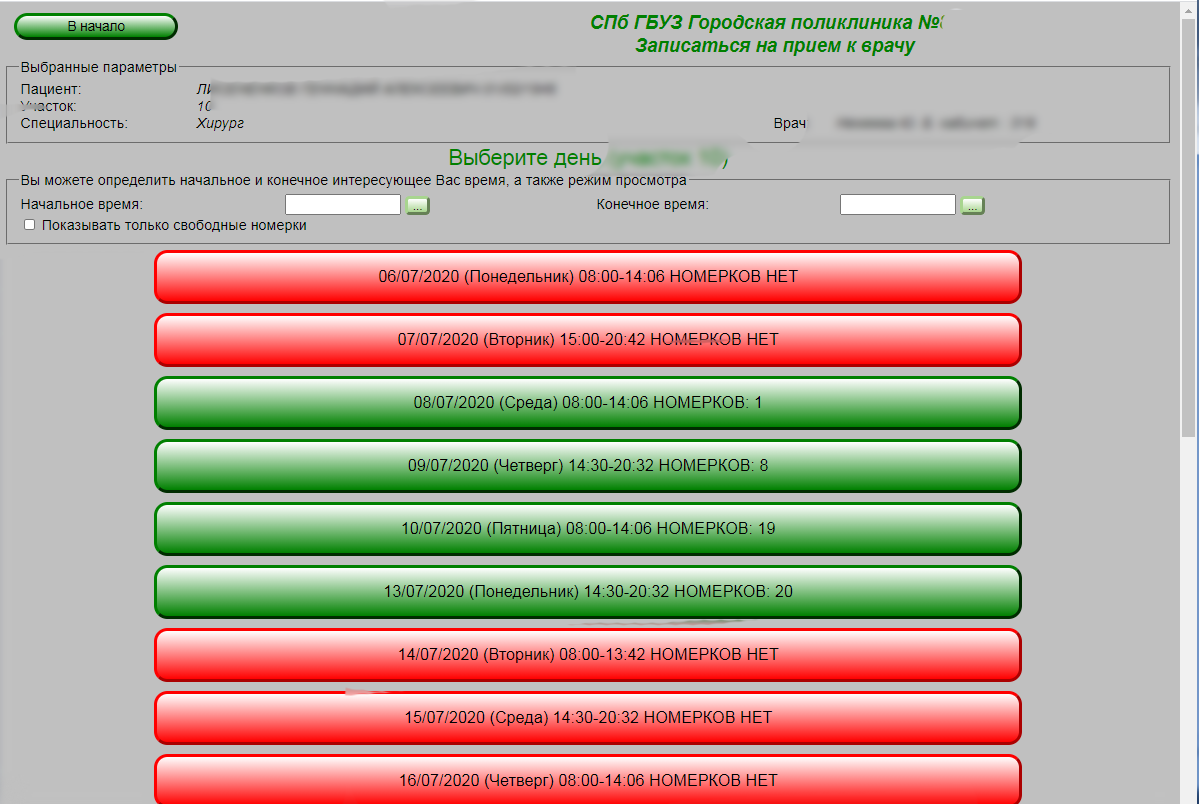 В начало
СПб ГБУЗ Городская поликлиника
Записаться на прием к врачу
Выбранные параметры
Пациент:
Участок: 10
Специальность: Хирург Врач
Выберите день
Вы можете определить начальное и конечное интересующее Вас время, а также режим просмотра
Начальное время: ... Конечное время: ...
Показывать только свободные номерки
06/07/2020 (Понедельник) 08:00-14:06 НОМЕРКОВ НЕТ
07/07/2020 (Вторник) 15:00-20:42 НОМЕРКОВ НЕТ
08/07/2020 (Среда) 08:00-14:06 НОМЕРКОВ: 1
09/07/2020 (Четверг) 14:30-20:32 НОМЕРКОВ: 8
10/07/2020 (Пятница) 08:00-14:06 НОМЕРКОВ: 19
13/07/2020 (Понедельник) 14:30-20:32 НОМЕРКОВ: 20
14/07/2020 (Вторник) 08:00-13:42 НОМЕРКОВ НЕТ
15/07/2020 (Среда) 14:30-20:32 НОМЕРКОВ НЕТ
16/07/2020 (Четверг) 08:00-14:06 НОМЕРКОВ НЕТ